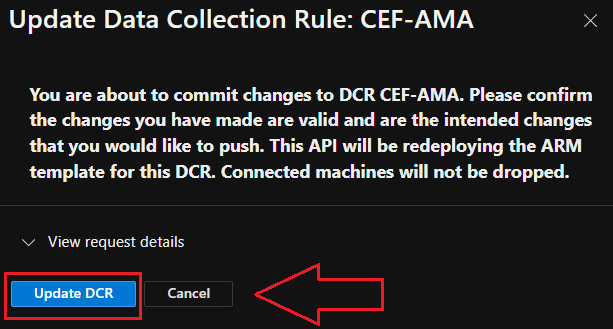 Update Data Collection Rule: CEF-AMA
You are about to commit changes to DCR CEF-AMA. Please confirm
the changes you have made are valid and are the intended changes
that you would like to push. This API will be redeploying the ARM
template for this DCR. Connected machines will not be dropped.
View request details
Update DCR Cancel